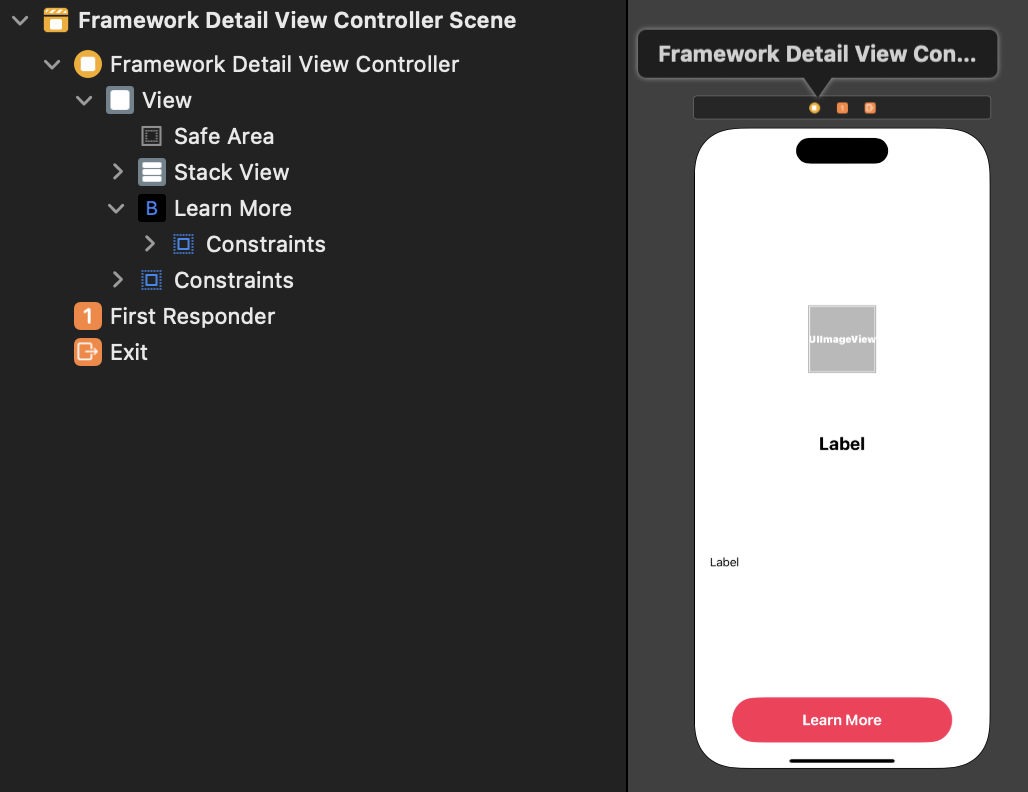 Framework Detail View Controller Scene
Framework Detail View Controller
View
Safe Area
Stack View
B Learn More
Constraints
Constraints
1 First Responder
Exit
Framework Detail View Con...
1
UIImageView
Label
Label
Learn More